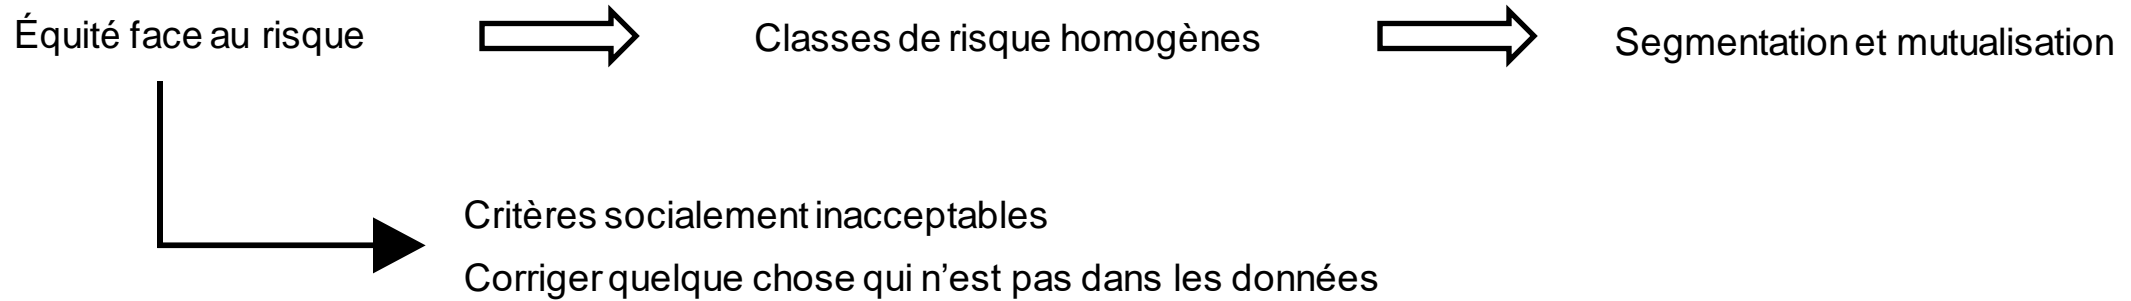 Équité face au risque
Classes de risque homogènes
Segmentation et mutualisation
Critères socialement inacceptables
Corriger quelque chose qui n'est pas dans les données